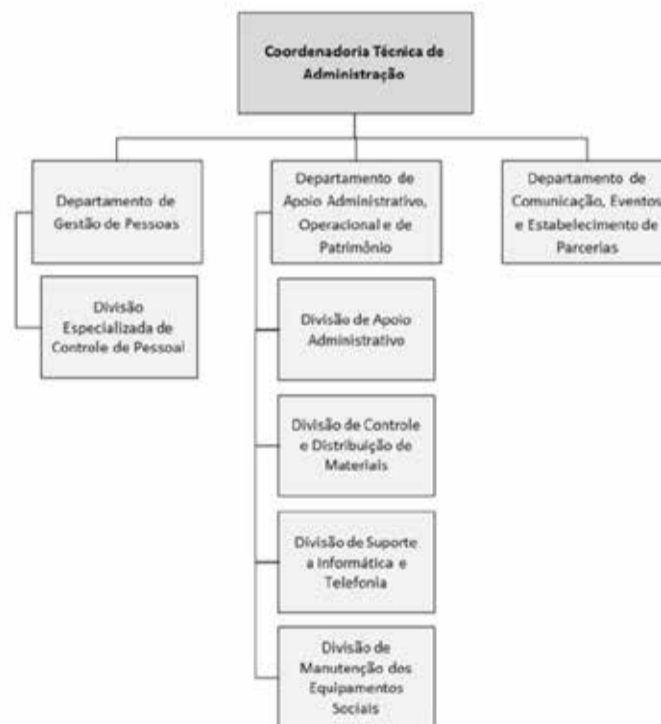 Coordenadoria Técnica de
Administração
Departamento de
Gestão de Pessoas
Divisão
Especializada de
Controle de Pessoal
Departamento de
Apoio Administrativo,
Operacional e de
Patrimônio
Divisão de Apoio
Administrativo
Divisão de Controle
e Distribuição de
Materiais
Divisão de Suporte
a Informática e
Telefonia
Divisão de
Manutenção dos
Equipamentos
Sociais
Departamento de
Comunicação, Eventos
e Estabelecimento de
Parcerias